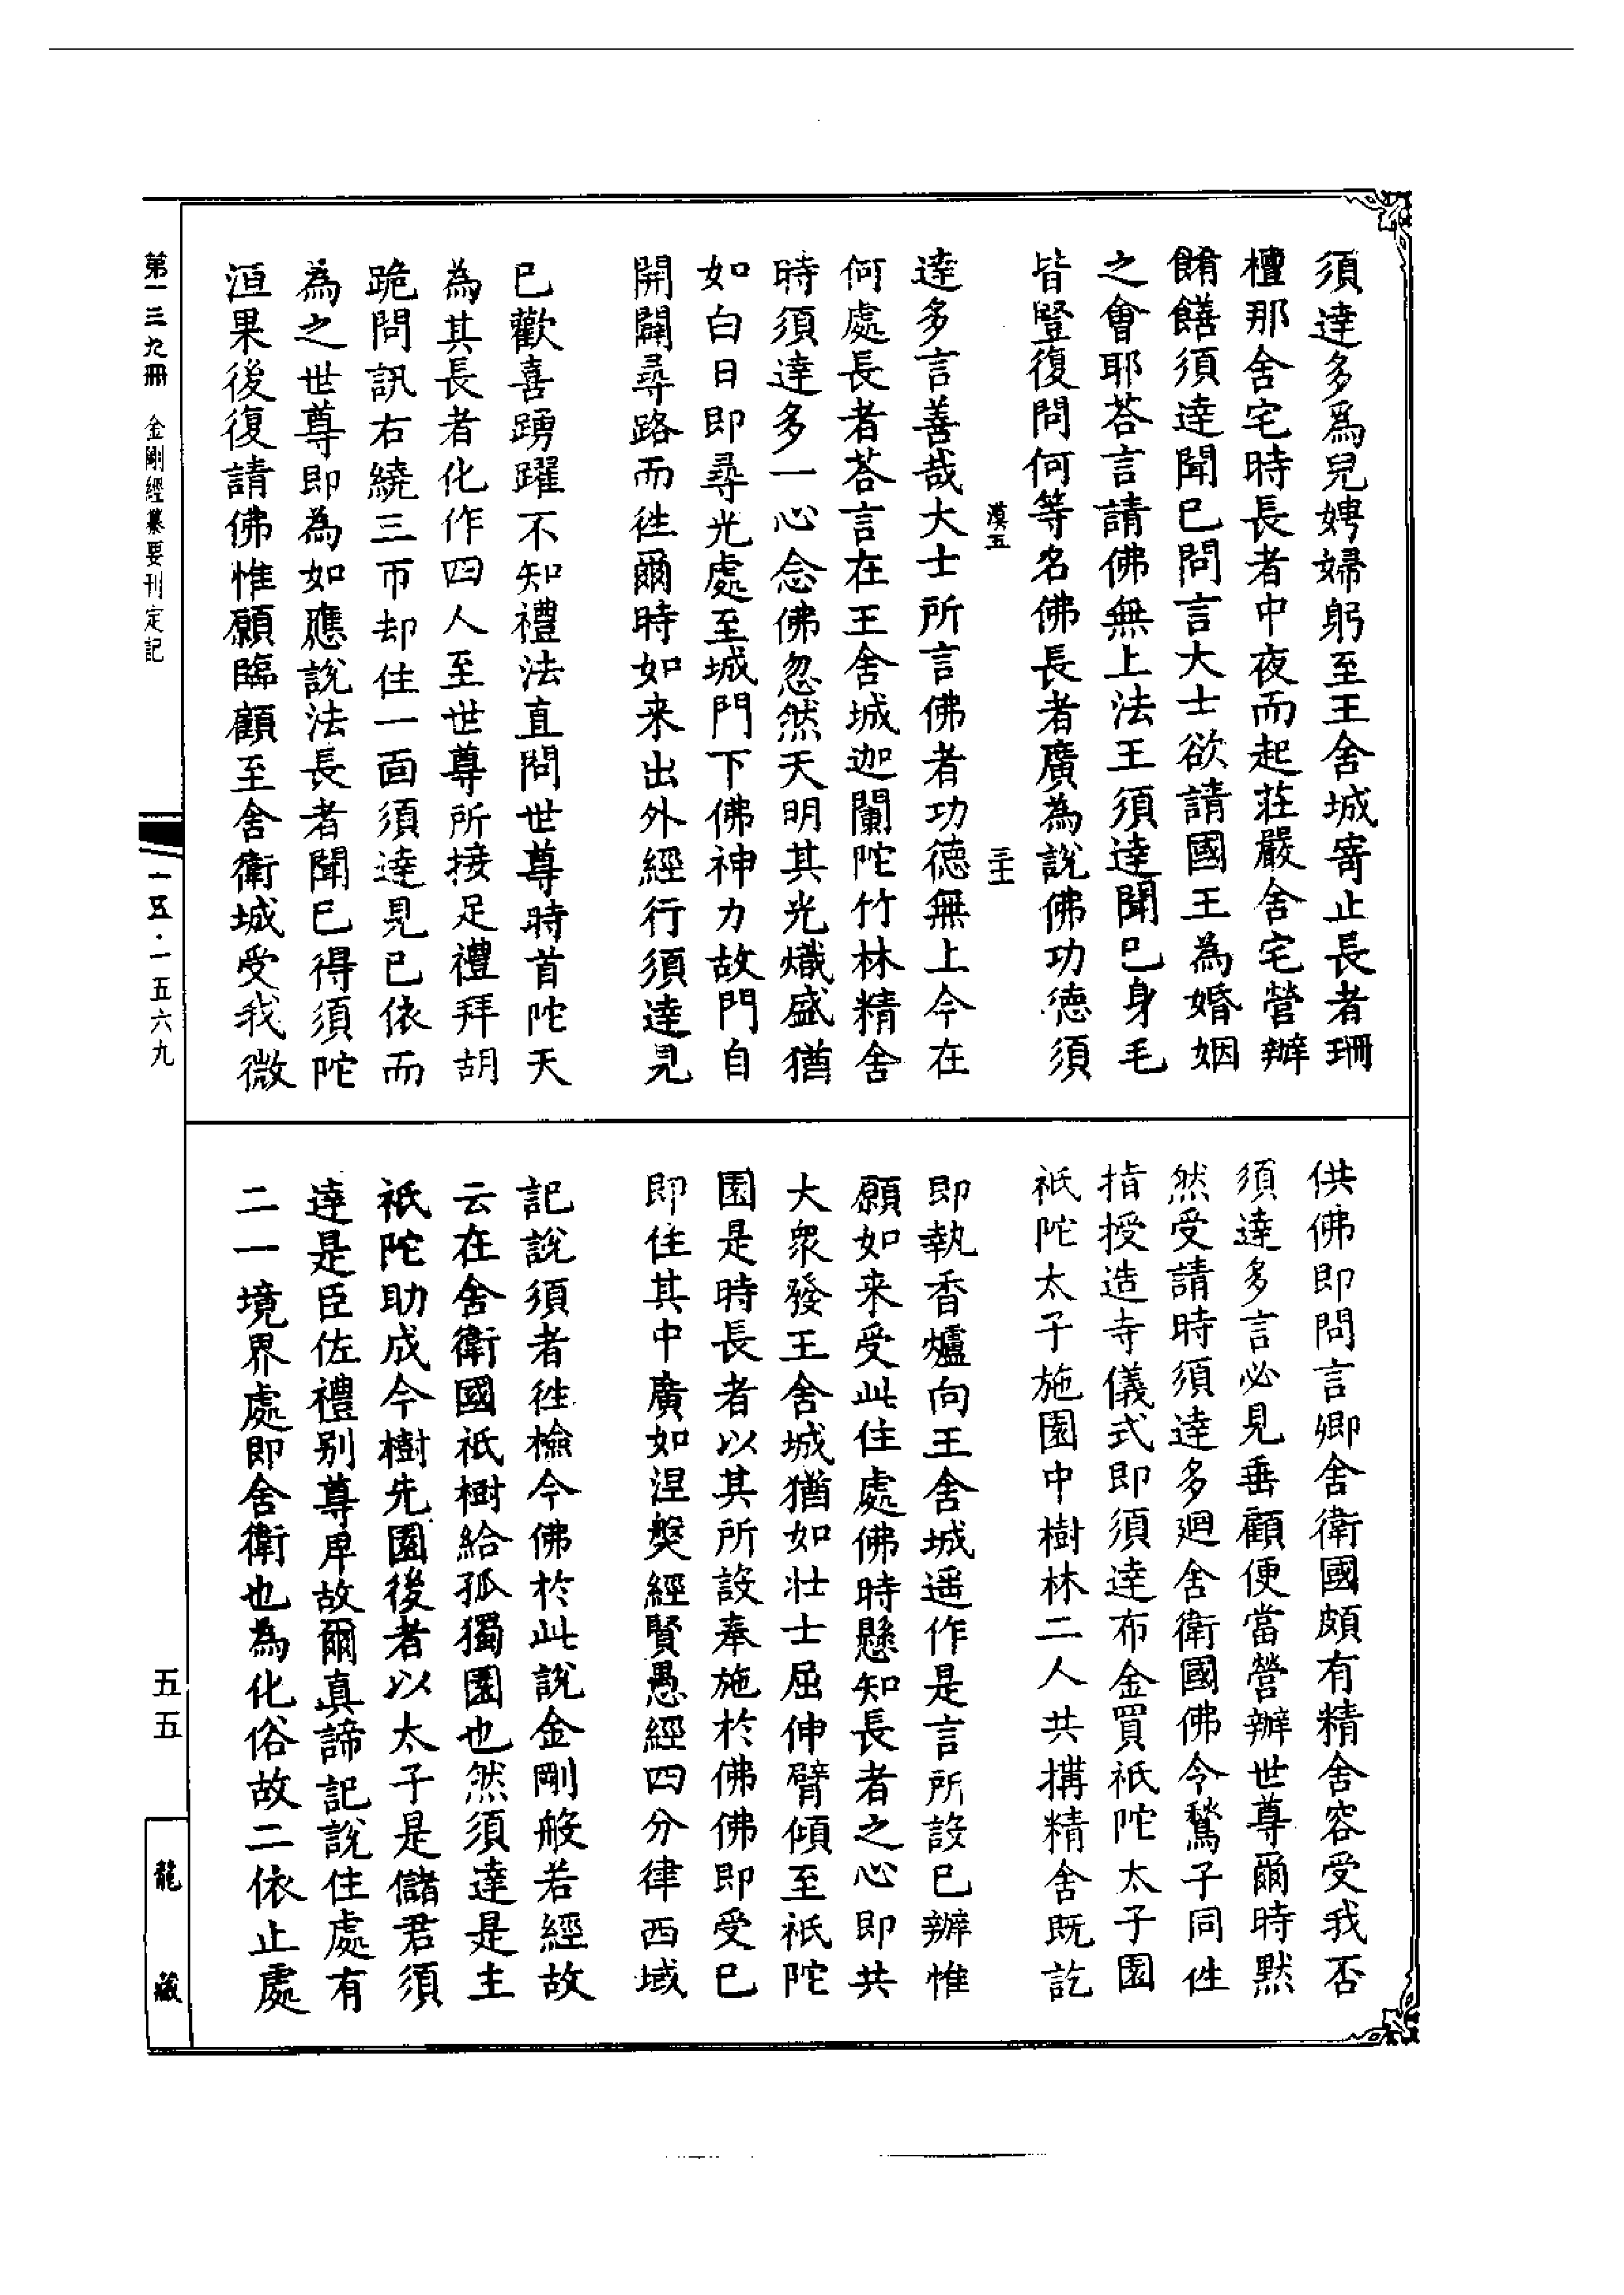 須達多爲兒娉婦躬至王舍城寄止長者珊
檀那舍宅時長者中夜而起莊嚴舍宅營辦
餚饍須達聞已問言大士欲請國王為婚姻
之會耶荅言請佛無上法王須達聞已身毛
皆竪復問何等名佛長者廣為說佛功德須
漢五
三十
達多言善哉大士所言佛者功德無上今在
何處長者荅言在王舍城迦蘭陀竹林精舍
時須達多一心念佛忽然天明其光熾盛猶
如白日即尋光處至城門下佛神力故門自
開闢尋路而徃爾時如来出外經行須達見
已歡喜踴躍不知禮法直問世尊時首陀天
為其長者化作四人至世尊所接足禮拜胡
跪問訊右繞三帀却住一面須達見已依而
為之世尊即為如應說法長者聞已得須陀
洹果後復請佛惟願臨顧至舍衛城受我微
供佛即問言卿舍衛國頗有精舍容受我否
須達多言必見垂顧便當營辦世尊爾時默
然受請時須達多廻舍衛國佛令鶖子同徃
指授造寺儀式即須達布金買祇陀太子園
祇陀太子施園中樹林二人共搆精舍既訖
即執香爐向王舍城遥作是言所設已辦惟
願如来受此住處佛時懸知長者之心即共
大衆發王舍城猶如壮士屈伸臂傾至祇陀
園是時長者以其所設奉施於佛佛即受已
即住其中廣如涅槃經賢愚經四分律西域
記說須者徃檢今佛於此說金剛般若經故
云在舍衛國祇樹給孤獨園也然須達是主
祇陀助成今樹先園後者以太子是儲君須
達是臣佐禮别尊卑故爾真諦記說住處有
二一境界處即舍衛也為化俗故二依止處
第一三九冊 金剛經纂要刊定記
一五·一五六九
五五
龍藏